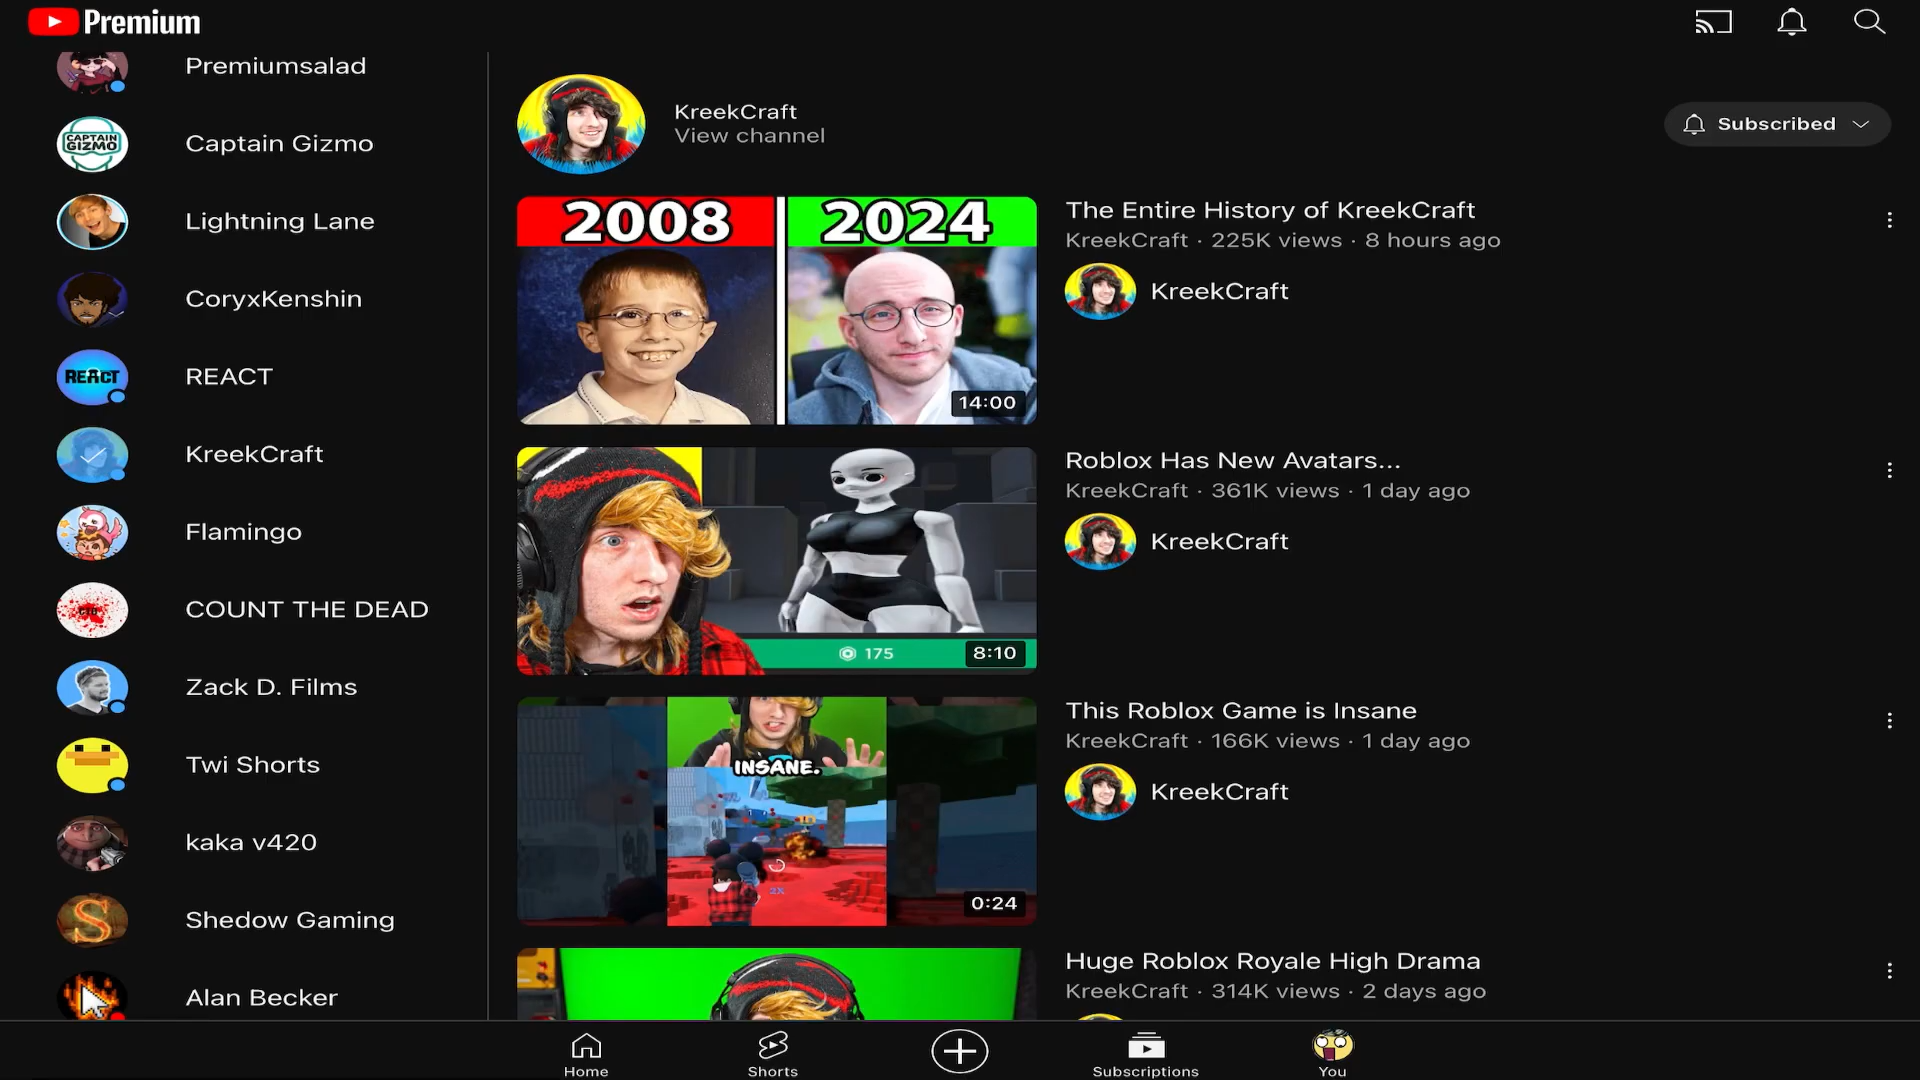 Premium
Premiumsalad
CAPTAIN
GIZMO
Captain Gizmo
Lightning Lane
CoryxKenshin
REACT
REACT
KreekCraft
Flamingo
COUNT THE DEAD
Zack D. Films
Twi Shorts
kaka v420
S
Shedow Gaming
Alan Becker
KreekCraft
View channel
Subscribed
2008
2024
14:00
The Entire History of KreekCraft
KreekCraft · 225K views · 8 hours ago
KreekCraft
175
8:10
Roblox Has New Avatars...
KreekCraft · 361K views · 1 day ago
KreekCraft
INSANE.
2X
0:24
This Roblox Game is Insane
KreekCraft · 166K views · 1 day ago
KreekCraft
Huge Roblox Royale High Drama
KreekCraft · 314K views · 2 days ago
Home
Shorts
Subscriptions
You